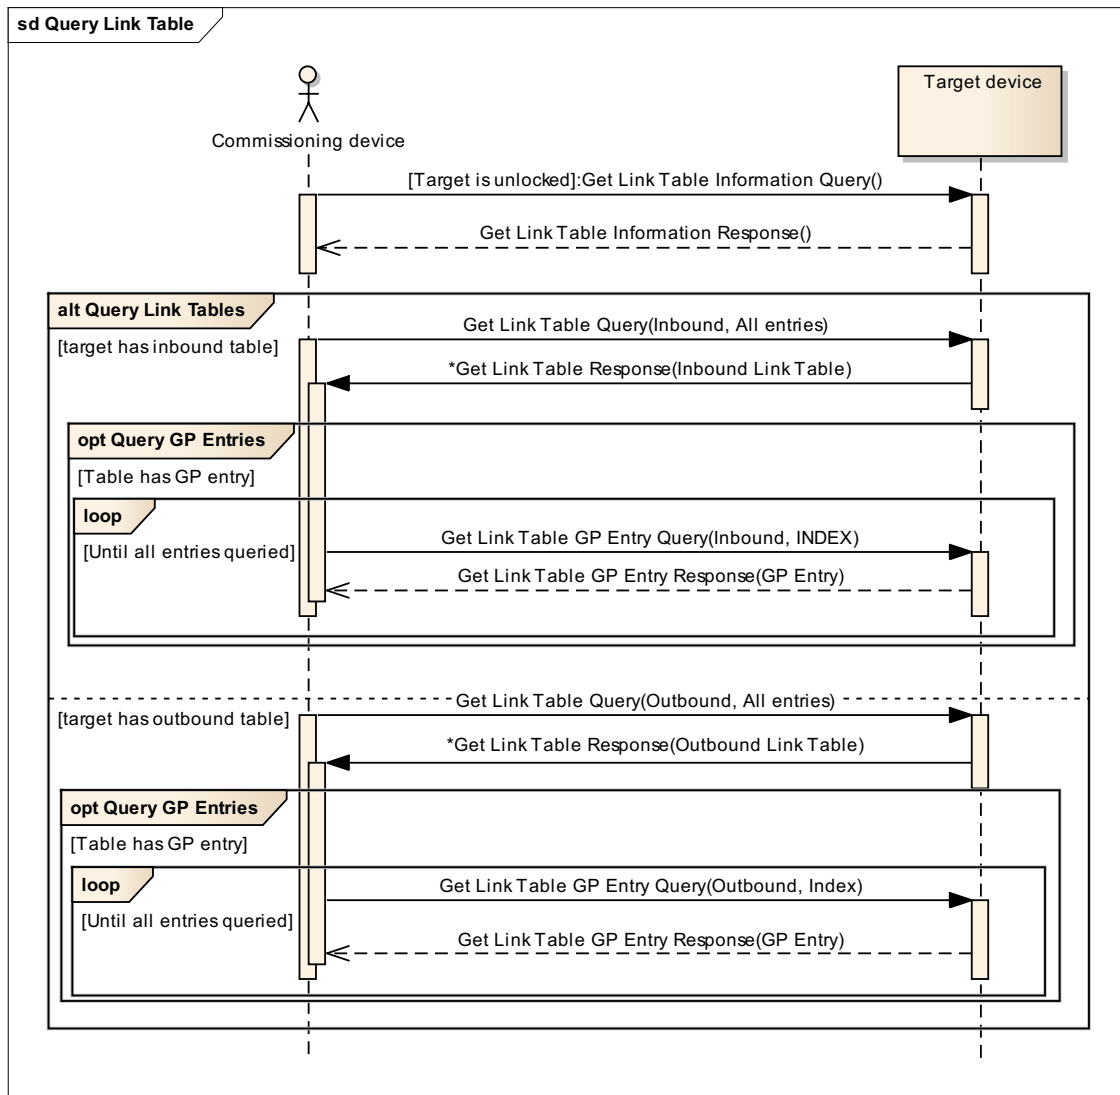 sd Query Link Table
Target device
Commissioning device
[Target is unlocked]:Get Link Table Information Query()
Get Link Table Information Response()
alt Query Link Tables
Get Link Table Query(Inbound, All entries)
[target has inbound table]
*Get Link Table Response(Inbound Link Table)
opt Query GP Entries
[Table has GP entry]
loop
Get Link Table GP Entry Query(Inbound, INDEX)
[Until all entries queried]
Get Link Table GP Entry Response(GP Entry)
Get Link Table Query(Outbound, All entries)
[target has outbound table]
*Get Link Table Response(Outbound Link Table)
opt Query GP Entries
[Table has GP entry]
loop
Get Link Table GP Entry Query(Outbound, Index)
[Until all entries queried]
Get Link Table GP Entry Response(GP Entry)